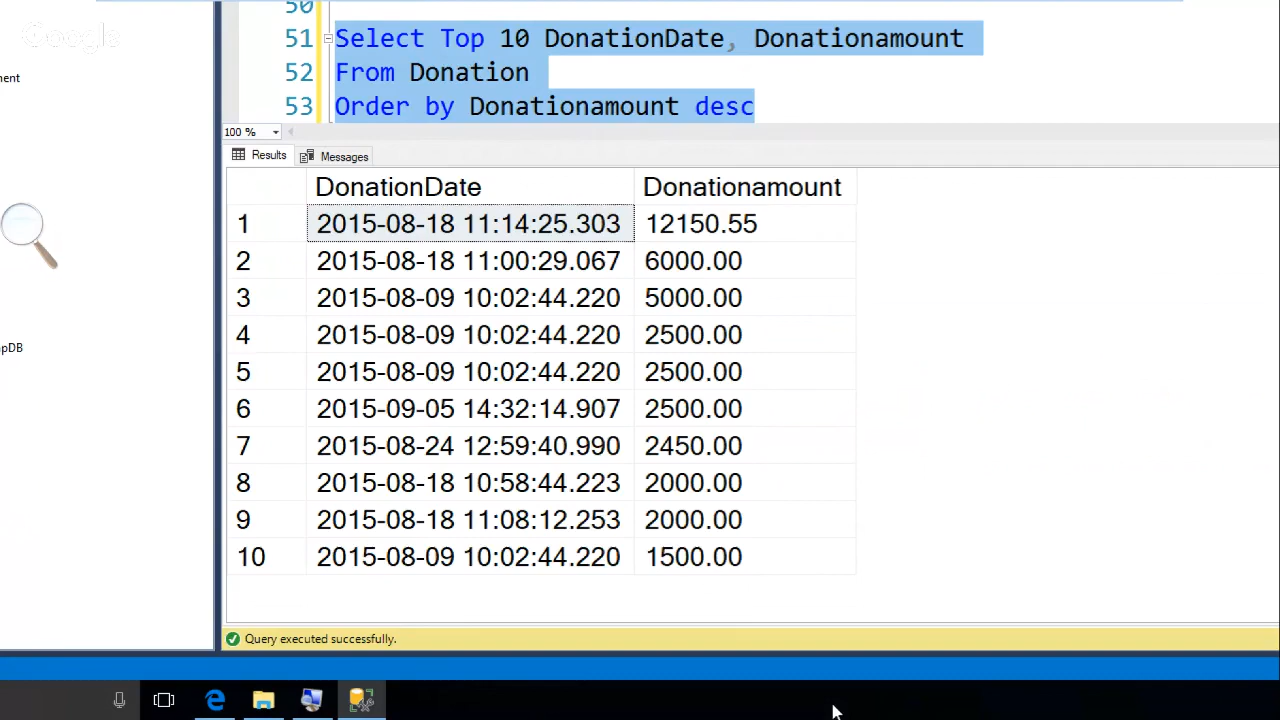 Google
50
51 Select Top 10 DonationDate, Donationamount
52 From Donation
53 Order by Donationamount desc
100 %
Results Messages
DonationDate Donationamount
1 2015-08-18 11:14:25.303 12150.55
2 2015-08-18 11:00:29.067 6000.00
3 2015-08-09 10:02:44.220 5000.00
4 2015-08-09 10:02:44.220 2500.00
5 2015-08-09 10:02:44.220 2500.00
6 2015-09-05 14:32:14.907 2500.00
7 2015-08-24 12:59:40.990 2450.00
8 2015-08-18 10:58:44.223 2000.00
9 2015-08-18 11:08:12.253 2000.00
10 2015-08-09 10:02:44.220 1500.00
Query executed successfully.
ment
pDB